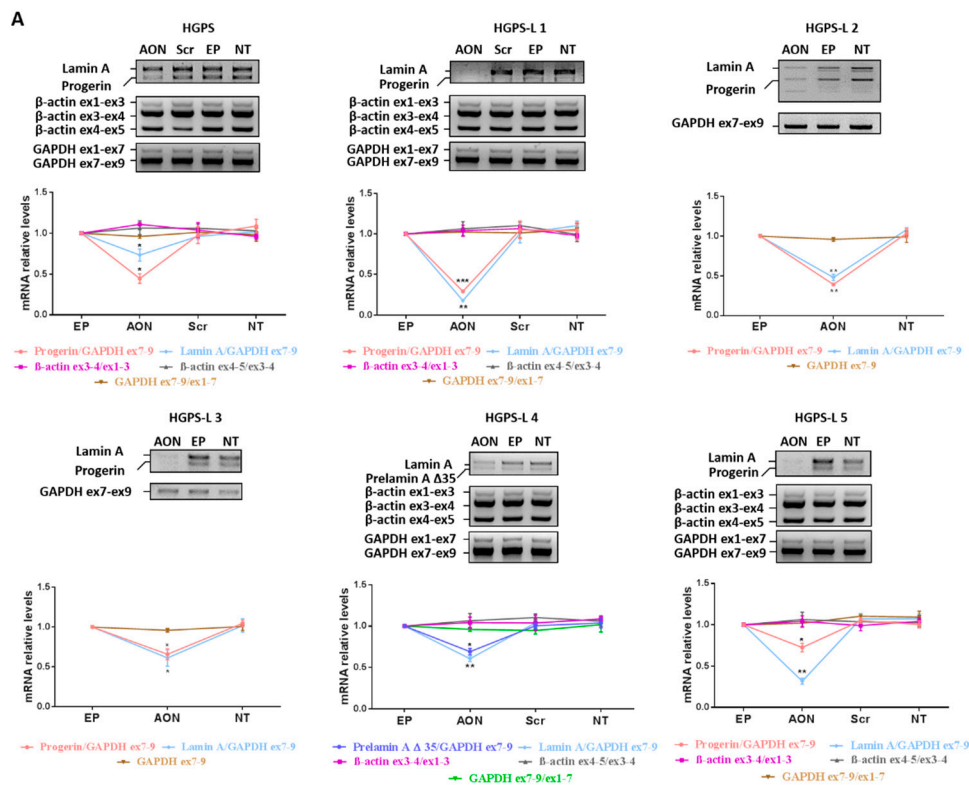 A
HGPS
AON Scr EP NT
Lamin A
Progerin
β-actin ex1-ex3
β-actin ex3-ex4
β-actin ex4-ex5
GAPDH ex1-ex7
GAPDH ex7-ex9
mRNA relative levels
1.5
1.0
0.5
0.0
*
*
EP AON Scr NT
Progerin/GAPDH ex7-9 Lamin A/GAPDH ex7-9
ß-actin ex3-4/ex1-3 ß-actin ex4-5/ex3-4
GAPDH ex7-9/ex1-7
HGPS-L 1
AON Scr EP NT
Lamin A
Progerin
β-actin ex1-ex3
β-actin ex3-ex4
β-actin ex4-ex5
GAPDH ex1-ex7
GAPDH ex7-ex9
mRNA relative levels
1.5
1.0
0.5
0.0
***
**
EP AON Scr NT
Progerin/GAPDH ex7-9 Lamin A/GAPDH ex7-9
ß-actin ex3-4/ex1-3 ß-actin ex4-5/ex3-4
GAPDH ex7-9/ex1-7
HGPS-L 2
AON EP NT
Lamin A
Progerin
GAPDH ex7-ex9
mRNA relative levels
1.5
1.0
0.5
0.0
**
**
EP AON NT
Progerin/GAPDH ex7-9 Lamin A/GAPDH ex7-9
GAPDH ex7-9
HGPS-L 3
AON EP NT
Lamin A
Progerin
GAPDH ex7-ex9
mRNA relative levels
1.5
1.0
0.5
0.0
*
*
EP AON NT
Progerin/GAPDH ex7-9 Lamin A/GAPDH ex7-9
GAPDH ex7-9
HGPS-L 4
AON EP NT
Lamin A
Prelamin A Δ35
β-actin ex1-ex3
β-actin ex3-ex4
β-actin ex4-ex5
GAPDH ex1-ex7
GAPDH ex7-ex9
mRNA relative levels
1.5
1.0
0.5
0.0
*
**
EP AON Scr NT
Prelamin A Δ 35/GAPDH ex7-9 Lamin A/GAPDH ex7-9
ß-actin ex3-4/ex1-3 ß-actin ex4-5/ex3-4
GAPDH ex7-9/ex1-7
HGPS-L 5
AON EP NT
Lamin A
Progerin
β-actin ex1-ex3
β-actin ex3-ex4
β-actin ex4-ex5
GAPDH ex1-ex7
GAPDH ex7-ex9
mRNA relative levels
1.5
1.0
0.5
0.0
*
**
EP AON Scr NT
Progerin/GAPDH ex7-9 Lamin A/GAPDH ex7-9
ß-actin ex3-4/ex1-3 ß-actin ex4-5/ex3-4
GAPDH ex7-9/ex1-7